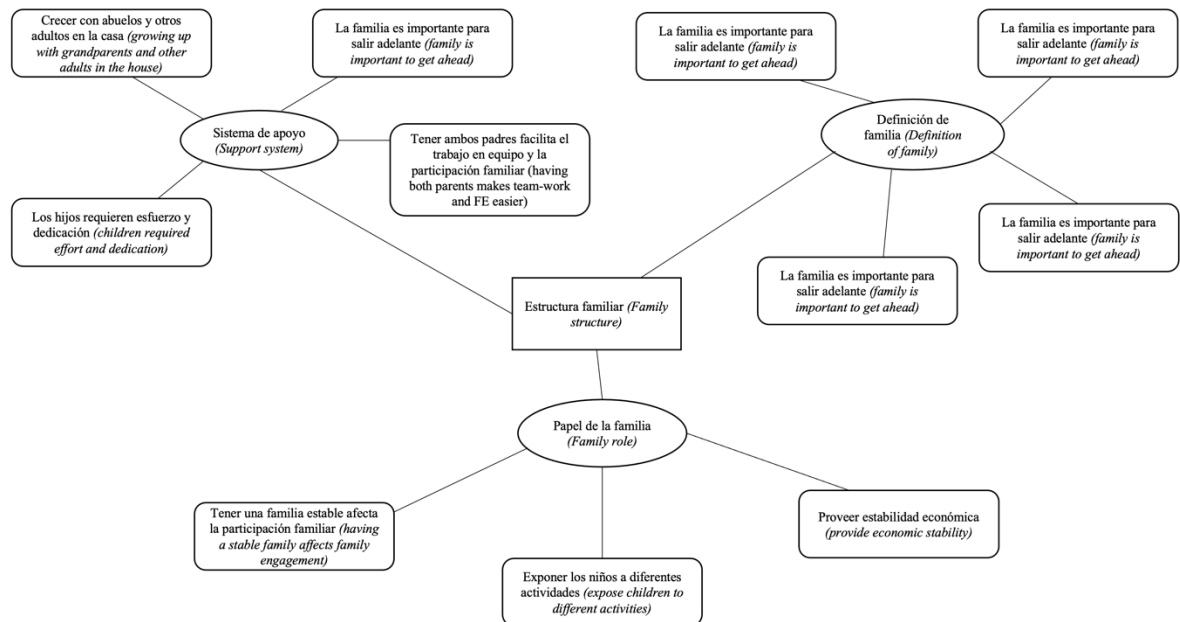 Crecer con abuelos y otros
adultos en la casa (growing up
with grandparents and other
adults in the house)
La familia es importante para
salir adelante (family is
important to get ahead)
Sistema de apoyo
(Support system)
Tener ambos padres facilita el
trabajo en equipo y la
participación familiar (having
both parents makes team-work
and FE easier)
Los hijos requieren esfuerzo y
dedicación (children required
effort and dedication)
La familia es importante para
salir adelante (family is
important to get ahead)
La familia es importante para
salir adelante (family is
important to get ahead)
Definición de
familia (Definition
of family)
La familia es importante para
salir adelante (family is
important to get ahead)
La familia es importante para
salir adelante (family is
important to get ahead)
Estructura familiar (Family
structure)
Papel de la familia
(Family role)
Tener una familia estable afecta
la participación familiar (having
a stable family affects family
engagement)
Exponer los niños a diferentes
actividades (expose children to
different activities)
Proveer estabilidad económica
(provide economic stability)